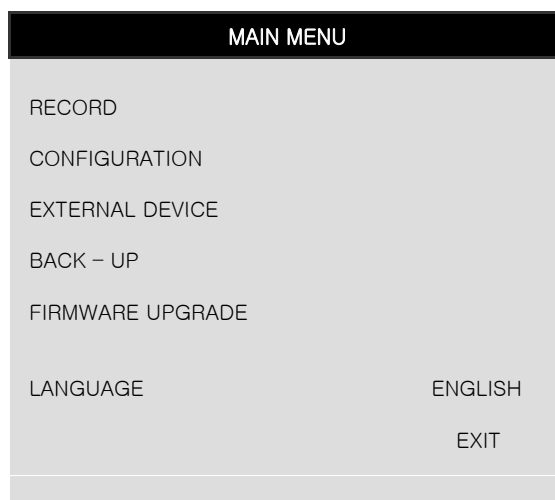 MAIN MENU
RECORD
CONFIGURATION
EXTERNAL DEVICE
BACK - UP
FIRMWARE UPGRADE
LANGUAGE ENGLISH
EXIT